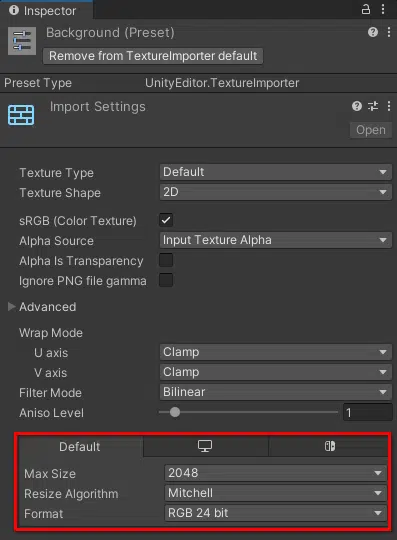 Inspector
Background (Preset)
Remove from TextureImporter default
Preset Type UnityEditor.TextureImporter
Import Settings
Open
Texture Type Default
Texture Shape 2D
sRGB (Color Texture)
Alpha Source Input Texture Alpha
Alpha Is Transparency
Ignore PNG file gamma
Advanced
Wrap Mode
U axis Clamp
V axis Clamp
Filter Mode Bilinear
Aniso Level 1
Default
Max Size 2048
Resize Algorithm Mitchell
Format RGB 24 bit